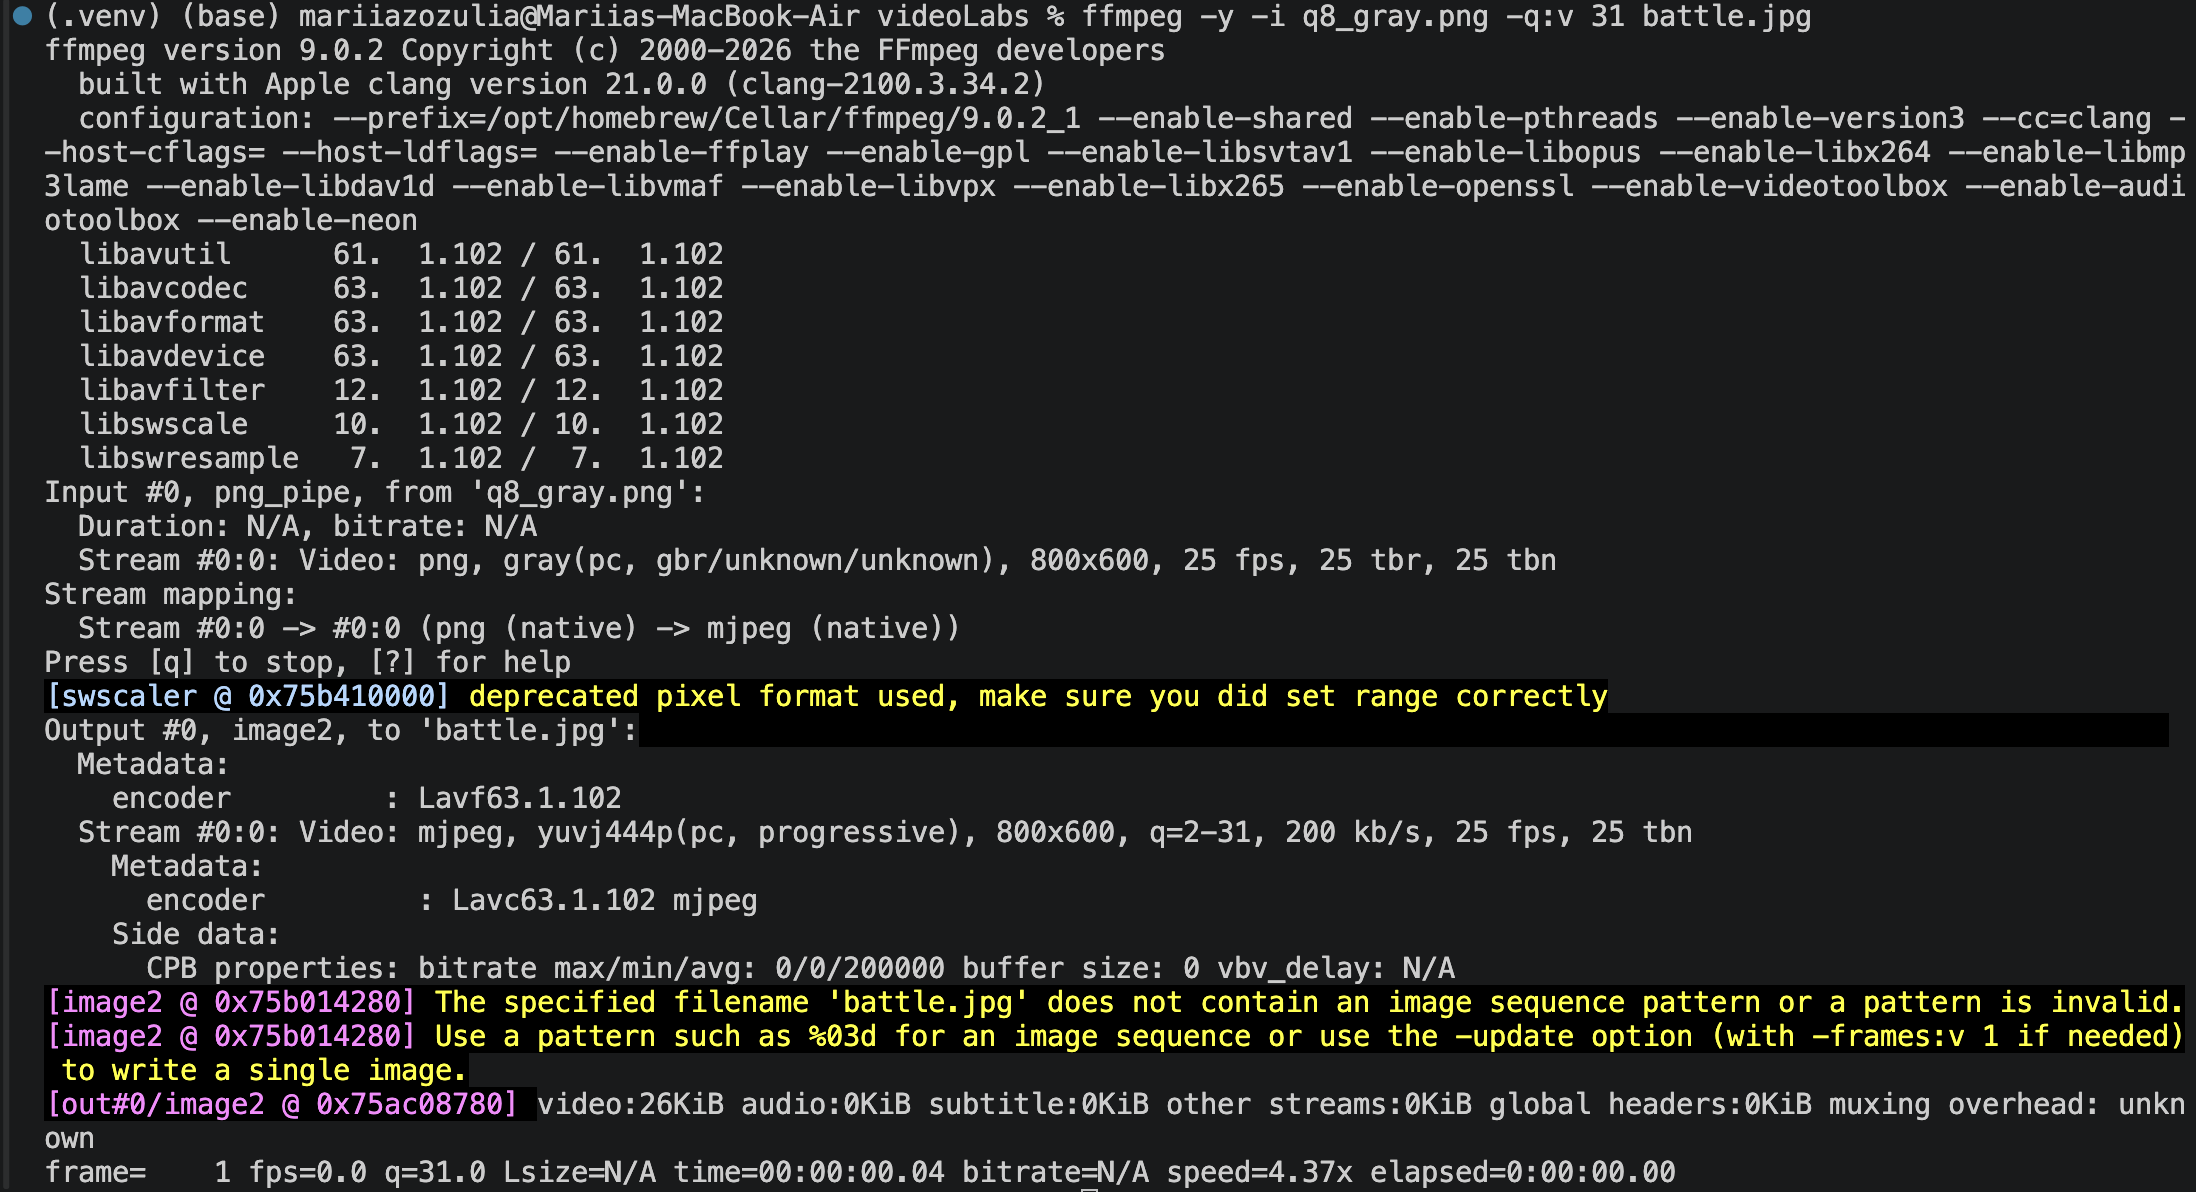 (.venv) (base) mariiazozulia@Mariias-MacBook-Air videoLabs % ffmpeg -y -i q8_gray.png -q:v 31 battle.jpg
ffmpeg version 9.0.2 Copyright (c) 2000-2026 the FFmpeg developers
  built with Apple clang version 21.0.0 (clang-2100.3.34.2)
  configuration: --prefix=/opt/homebrew/Cellar/ffmpeg/9.0.2_1 --enable-shared --enable-pthreads --enable-version3 --cc=clang -
-host-cflags= --host-ldflags= --enable-ffplay --enable-gpl --enable-libsvtav1 --enable-libopus --enable-libx264 --enable-libmp
3lame --enable-libdav1d --enable-libvmaf --enable-libvpx --enable-libx265 --enable-openssl --enable-videotoolbox --enable-audi
otoolbox --enable-neon
  libavutil      61.  1.102 / 61.  1.102
  libavcodec     63.  1.102 / 63.  1.102
  libavformat    63.  1.102 / 63.  1.102
  libavdevice    63.  1.102 / 63.  1.102
  libavfilter    12.  1.102 / 12.  1.102
  libswscale     10.  1.102 / 10.  1.102
  libswresample   7.  1.102 /  7.  1.102
Input #0, png_pipe, from 'q8_gray.png':
  Duration: N/A, bitrate: N/A
  Stream #0:0: Video: png, gray(pc, gbr/unknown/unknown), 800x600, 25 fps, 25 tbr, 25 tbn
Stream mapping:
  Stream #0:0 -> #0:0 (png (native) -> mjpeg (native))
Press [q] to stop, [?] for help
[swscaler @ 0x75b410000] deprecated pixel format used, make sure you did set range correctly
Output #0, image2, to 'battle.jpg':
  Metadata:
    encoder         : Lavf63.1.102
  Stream #0:0: Video: mjpeg, yuvj444p(pc, progressive), 800x600, q=2-31, 200 kb/s, 25 fps, 25 tbn
    Metadata:
      encoder         : Lavc63.1.102 mjpeg
    Side data:
      CPB properties: bitrate max/min/avg: 0/0/200000 buffer size: 0 vbv_delay: N/A
[image2 @ 0x75b014280] The specified filename 'battle.jpg' does not contain an image sequence pattern or a pattern is invalid.
[image2 @ 0x75b014280] Use a pattern such as %03d for an image sequence or use the -update option (with -frames:v 1 if needed)
 to write a single image.
[out#0/image2 @ 0x75ac08780] video:26KiB audio:0KiB subtitle:0KiB other streams:0KiB global headers:0KiB muxing overhead: unkn
own
frame=    1 fps=0.0 q=31.0 Lsize=N/A time=00:00:00.04 bitrate=N/A speed=4.37x elapsed=0:00:00.00